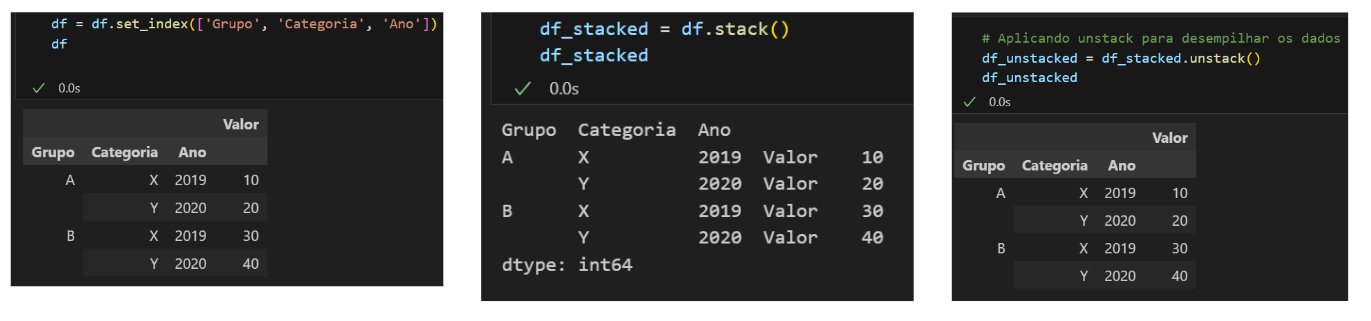 df = df.set_index(['Grupo', 'Categoria', 'Ano'])
df
0.0s
Valor
Grupo Categoria Ano
A X 2019 10
Y 2020 20
B X 2019 30
Y 2020 40
df_stacked = df.stack()
df_stacked
0.0s
Grupo Categoria Ano
A X 2019 Valor 10
Y 2020 Valor 20
B X 2019 Valor 30
Y 2020 Valor 40
dtype: int64
# Aplicando unstack para desempilhar os dados
df_unstacked = df_stacked.unstack()
df_unstacked
0.0s
Valor
Grupo Categoria Ano
A X 2019 10
Y 2020 20
B X 2019 30
Y 2020 40